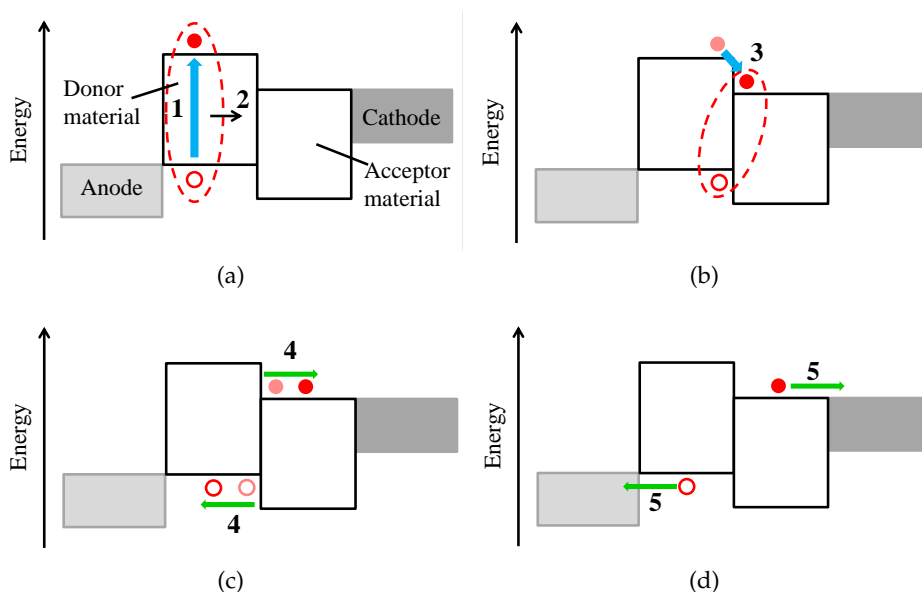 Energy
Donor
material
1
2
Anode
Cathode
Acceptor
material
(a)
Energy
3
(b)
Energy
4
4
(c)
Energy
5
5
(d)